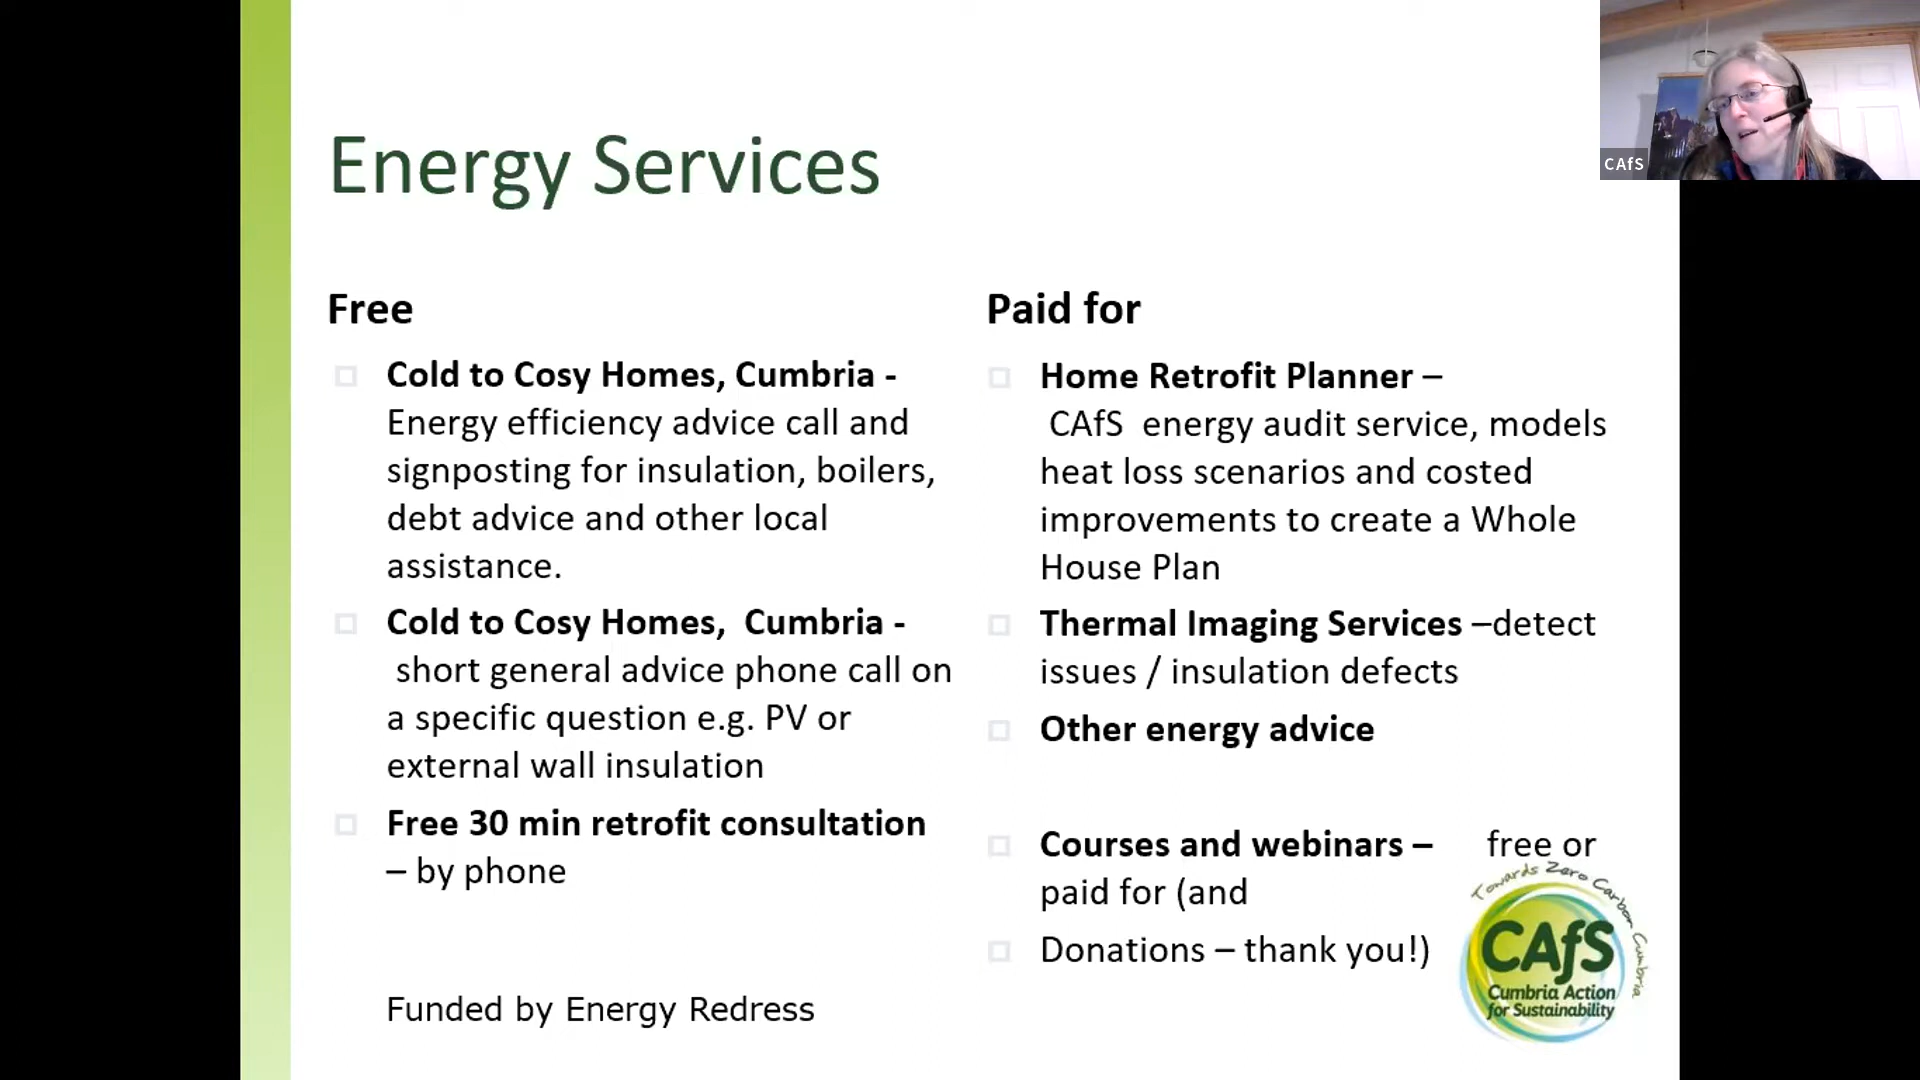 Energy Services
Free
Cold to Cosy Homes, Cumbria -
Energy efficiency advice call and
signposting for insulation, boilers,
debt advice and other local
assistance.
Cold to Cosy Homes,  Cumbria -
short general advice phone call on
a specific question e.g. PV or
external wall insulation
Free 30 min retrofit consultation
– by phone
Funded by Energy Redress
Paid for
Home Retrofit Planner –
CAfS  energy audit service, models
heat loss scenarios and costed
improvements to create a Whole
House Plan
Thermal Imaging Services –detect
issues / insulation defects
Other energy advice
Courses and webinars – free or
paid for (and
Donations – thank you!)
Towards Zero Carbon Cumbria
CAfS
Cumbria Action
for Sustainability
CAfS